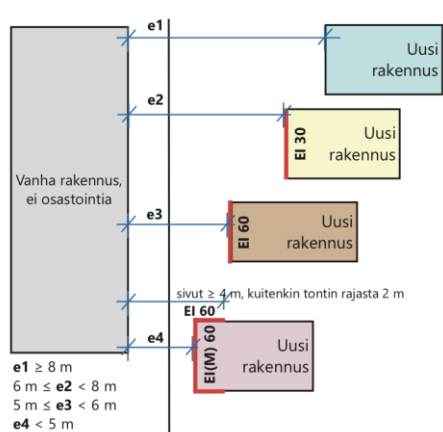 e1
Uusi
rakennus
e2
EI 30
Uusi
rakennus
Vanha rakennus,
ei osastointia
e3
EI 60
Uusi
rakennus
sivut ≥ 4 m, kuitenkin tontin rajasta 2 m
EI 60
e4
EI(M) 60
Uusi
rakennus
e1 ≥ 8 m
6 m ≤ e2 < 8 m
5 m ≤ e3 < 6 m
e4 < 5 m